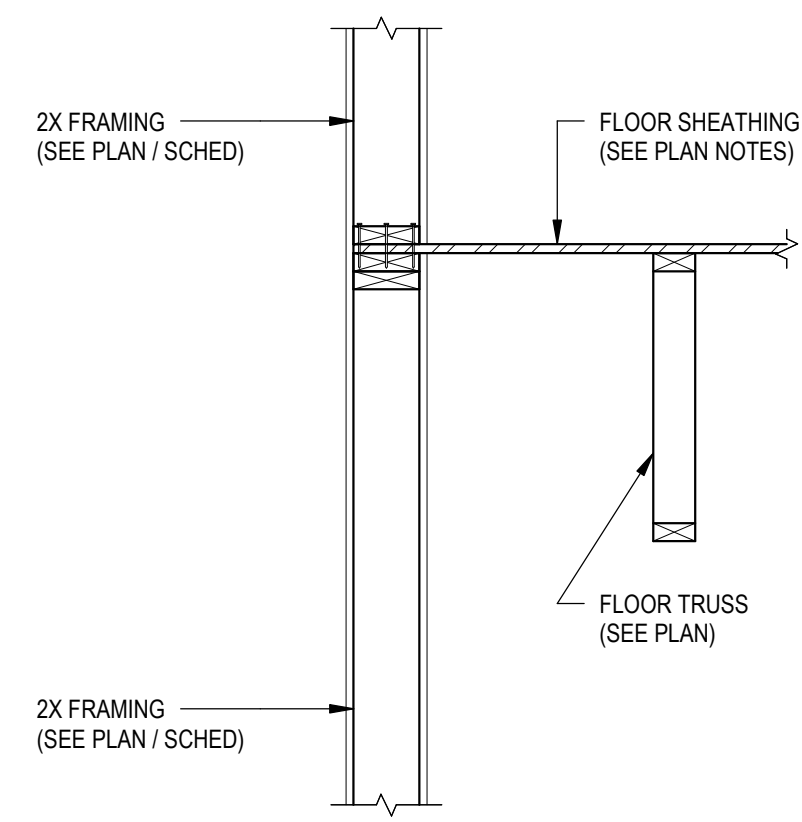 2X FRAMING
(SEE PLAN / SCHED)
FLOOR SHEATHING
(SEE PLAN NOTES)
FLOOR TRUSS
(SEE PLAN)
2X FRAMING
(SEE PLAN / SCHED)